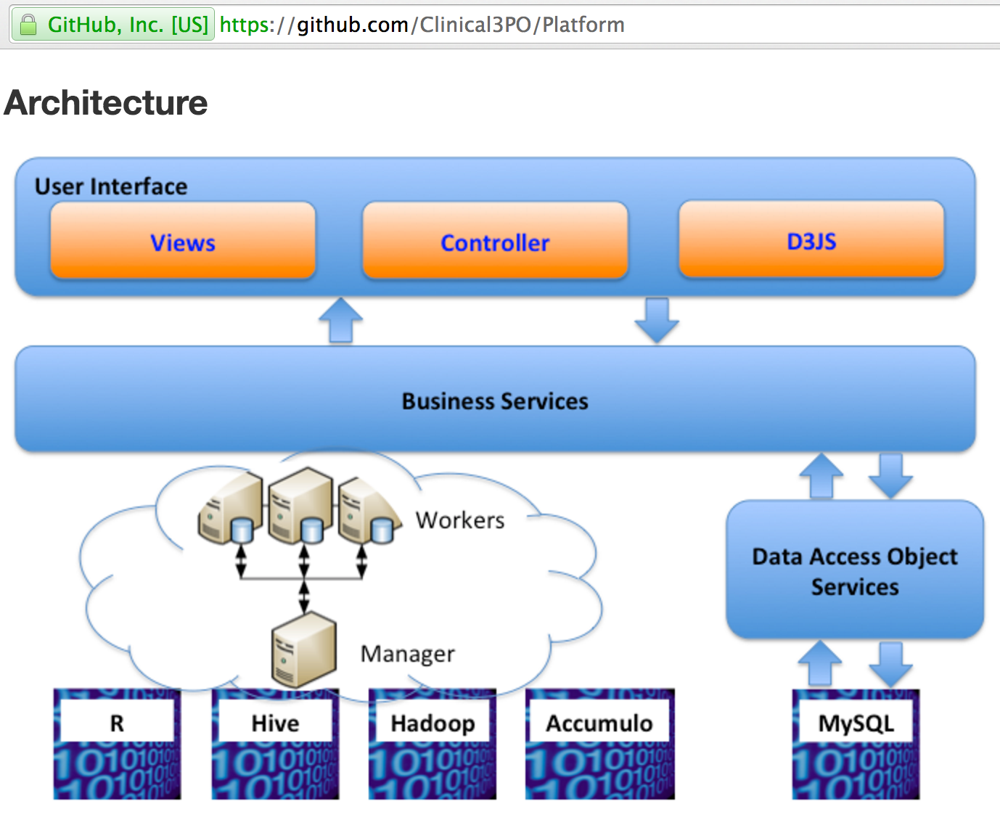 GitHub, Inc. [US] https://github.com/Clinical3PO/Platform
Architecture
User Interface
Views
Controller
D3JS
Business Services
Workers
Data Access Object
Services
Manager
R
Hive
Hadoop
Accumulo
MySQL